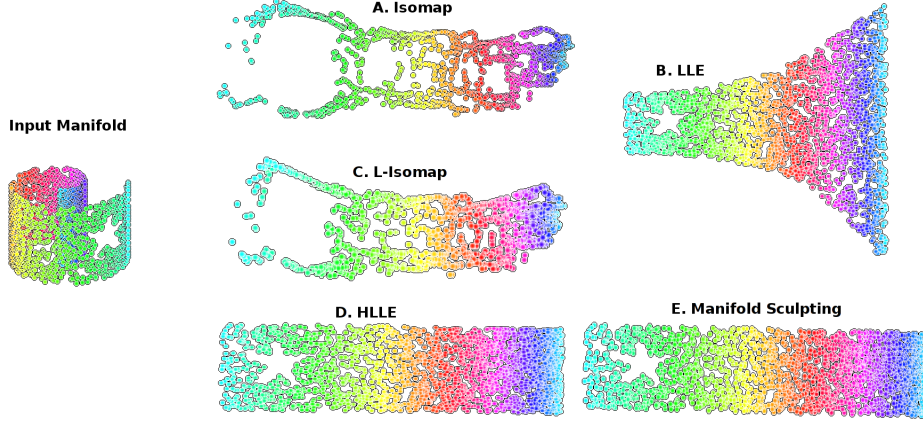 A. Isomap
B. LLE
Input Manifold
C. L-Isomap
D. HLLE
E. Manifold Sculpting